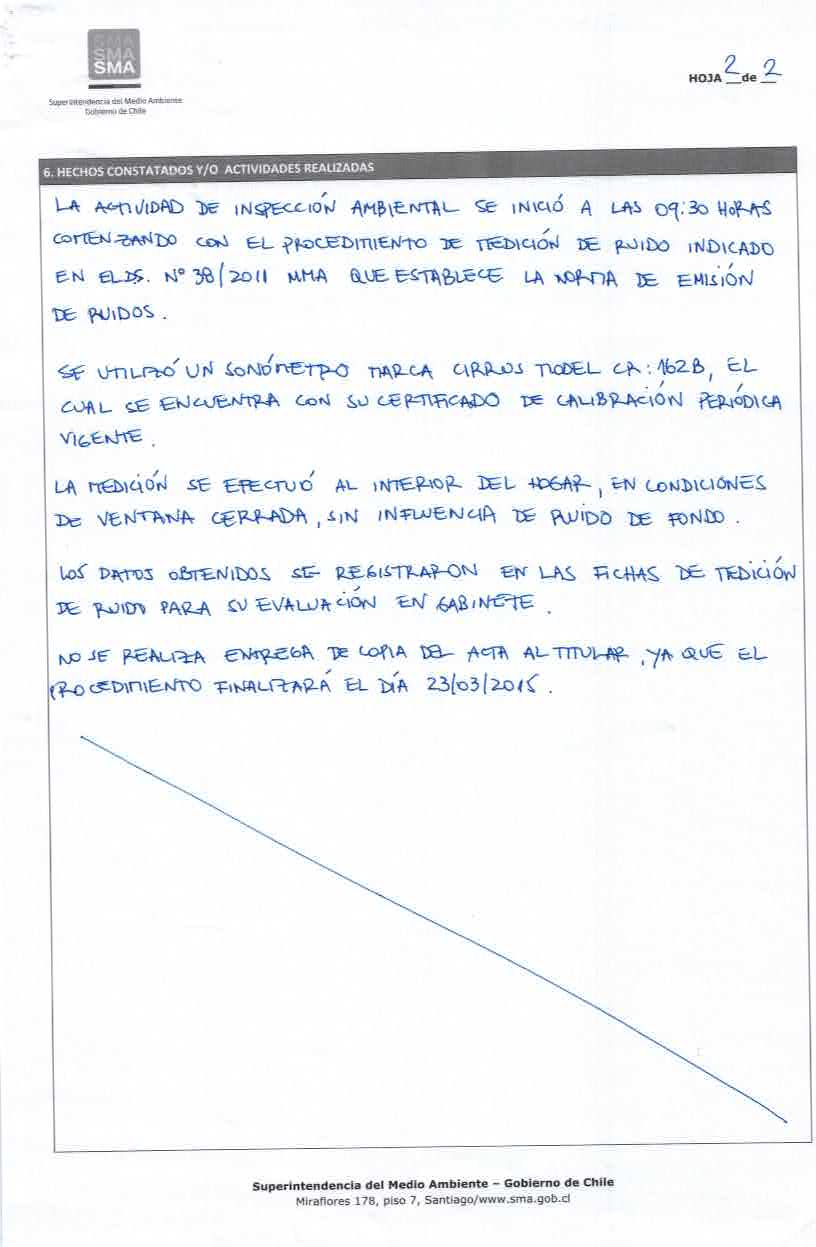 SMA
SMA
SMA
Superintendencia del Medio Ambiente
Gobierno de Chile
HOJA 2 de 2
6. HECHOS CONSTATADOS Y/O ACTIVIDADES REALIZADAS
LA ACTIVIDAD DE INSPECCIÓN AMBIENTAL SE INICIÓ A LAS 09:30 HORAS
COMENZANDO CON EL PROCEDIMIENTO DE MEDICIÓN DE RUIDO INDICADO
EN EL DS. N° 38/2011 MMA QUE ESTABLECE LA NORMA DE EMISIÓN
DE RUIDOS.
SE UTILIZÓ UN SONÓMETRO MARCA CIRRUS MODEL CR:162B, EL
CUAL SE ENCUENTRA CON SU CERTIFICADO DE CALIBRACIÓN PERIÓDICA
VIGENTE.
LA MEDICIÓN SE EFECTUÓ AL INTERIOR DEL HOGAR, EN CONDICIONES
DE VENTANA CERRADA, SIN INFLUENCIA DE RUIDO DE FONDO.
LOS DATOS OBTENIDOS SE REGISTRARON EN LAS FICHAS DE MEDICIÓN
DE RUIDO PARA SU EVALUACIÓN EN GABINETE.
NO SE REALIZA ENTREGA DE COPIA DEL ACTA AL TITULAR, YA QUE EL
PROCEDIMIENTO FINALIZARÁ EL DÍA 23/03/2015.
Superintendencia del Medio Ambiente – Gobierno de Chile
Miraflores 178, piso 7, Santiago/www.sma.gob.cl